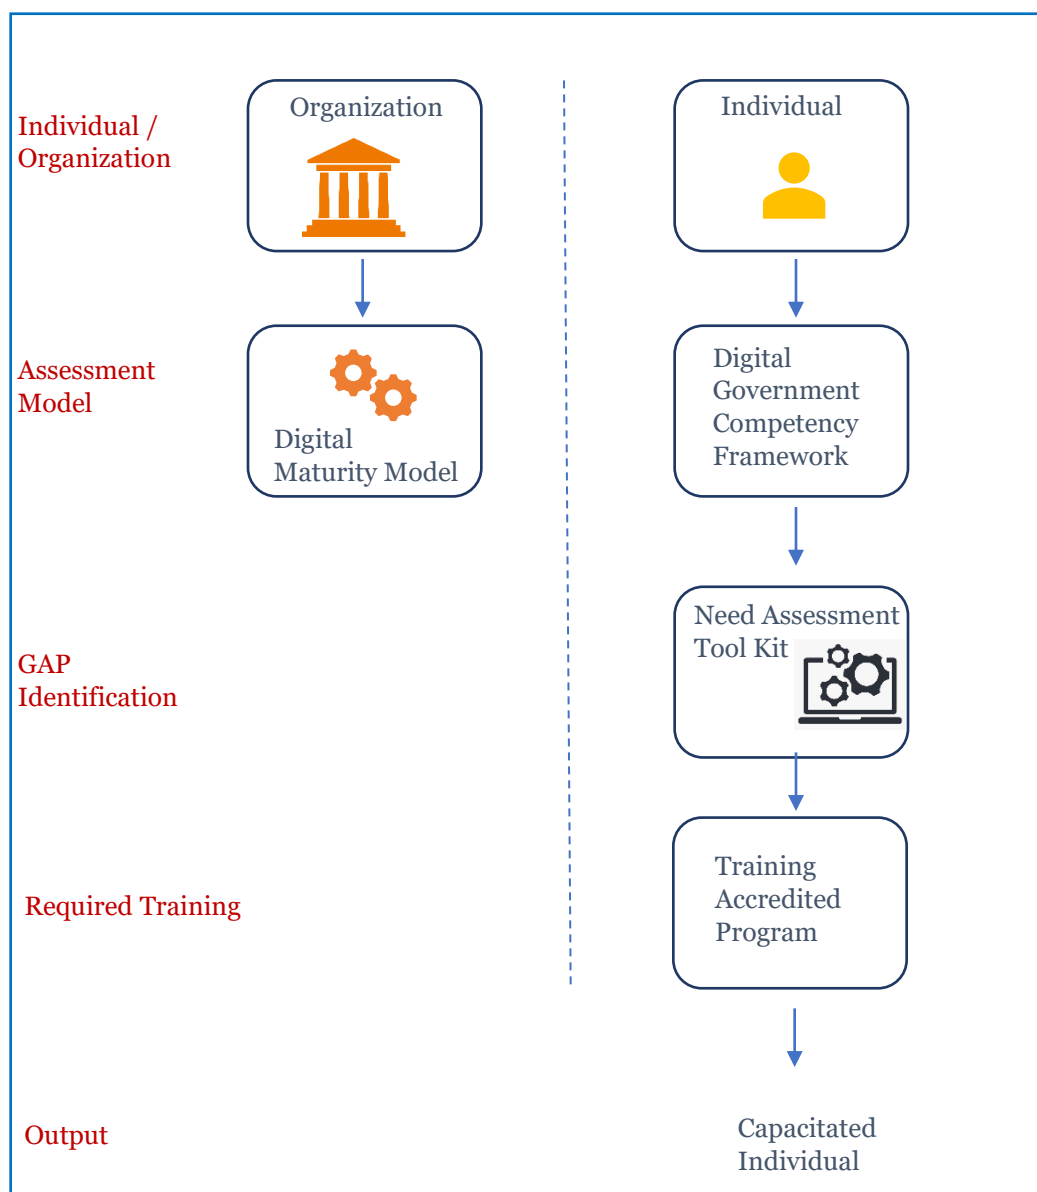 Individual /
Organization
Organization
Individual
Assessment
Model
Digital
Maturity Model
Digital
Government
Competency
Framework
GAP
Identification
Need Assessment
Tool Kit
Required Training
Training
Accredited
Program
Output
Capacitated
Individual